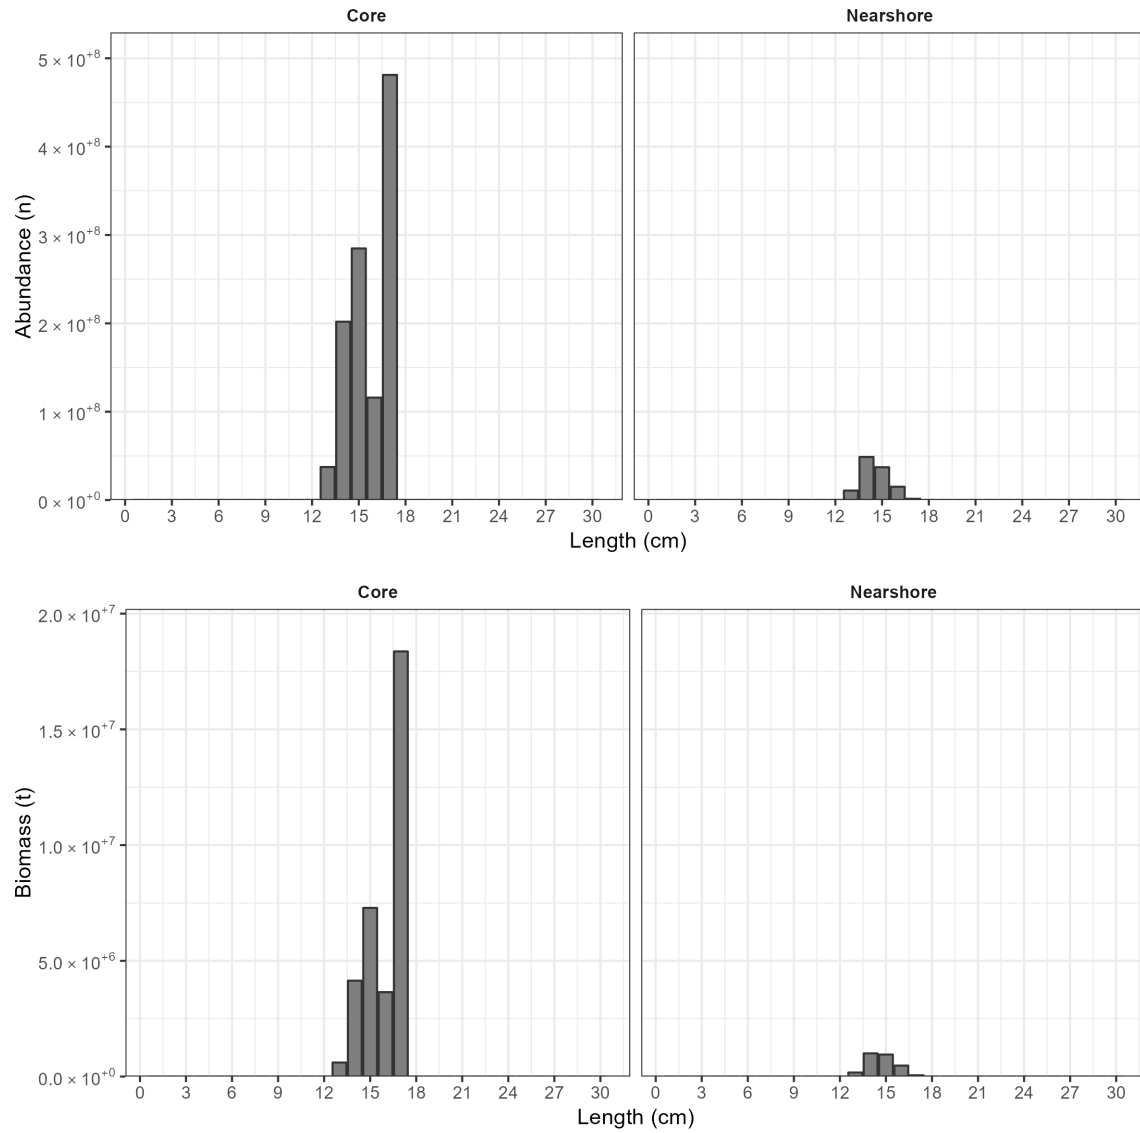 Core Nearshore
5 × 10⁺⁸
4 × 10⁺⁸
3 × 10⁺⁸
2 × 10⁺⁸
1 × 10⁺⁸
0 × 10⁺⁰
Abundance (n)
0 3 6 9 12 15 18 21 24 27 30 0 3 6 9 12 15 18 21 24 27 30
Length (cm)
Core Nearshore
2.0 × 10⁺⁷
1.5 × 10⁺⁷
1.0 × 10⁺⁷
5.0 × 10⁺⁶
0.0 × 10⁺⁰
Biomass (t)
0 3 6 9 12 15 18 21 24 27 30 0 3 6 9 12 15 18 21 24 27 30
Length (cm)